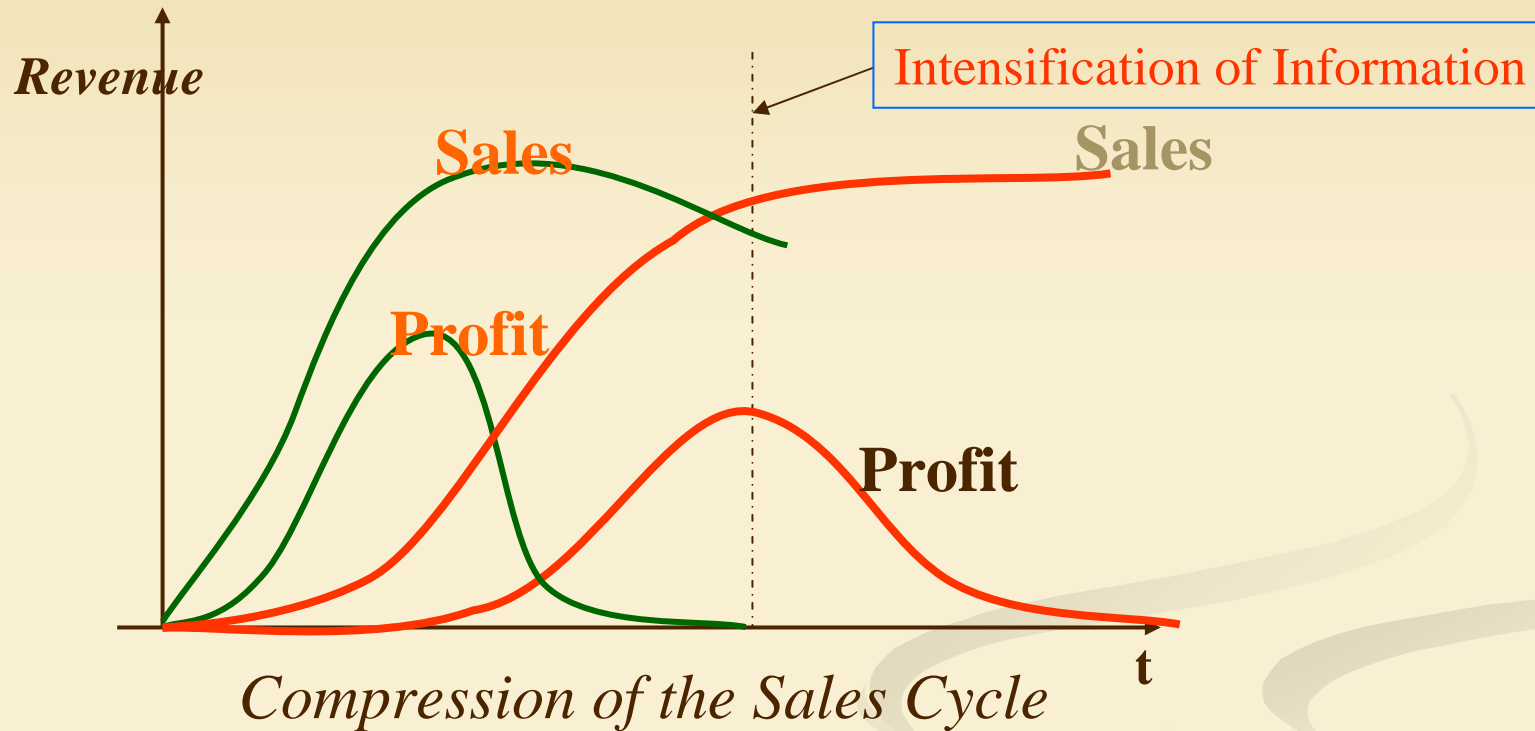 Revenue
Intensification of Information
Sales
Sales
Profit
Profit
t
Compression of the Sales Cycle